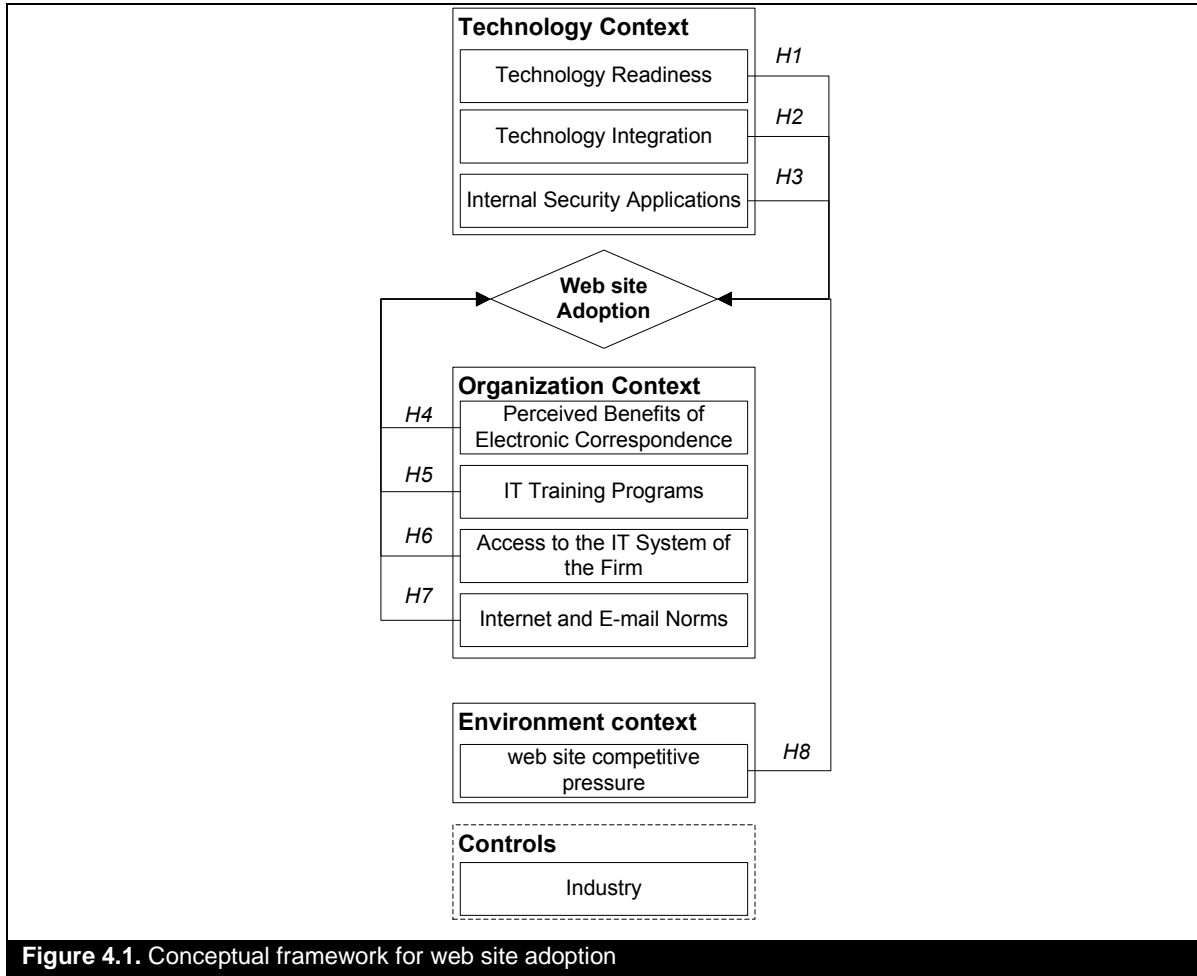 Technology Context
Technology Readiness
H1
Technology Integration
H2
Internal Security Applications
H3
Web site
Adoption
Organization Context
Perceived Benefits of
Electronic Correspondence
H4
IT Training Programs
H5
Access to the IT System of
the Firm
H6
Internet and E-mail Norms
H7
Environment context
web site competitive
pressure
H8
Controls
Industry
Figure 4.1. Conceptual framework for web site adoption